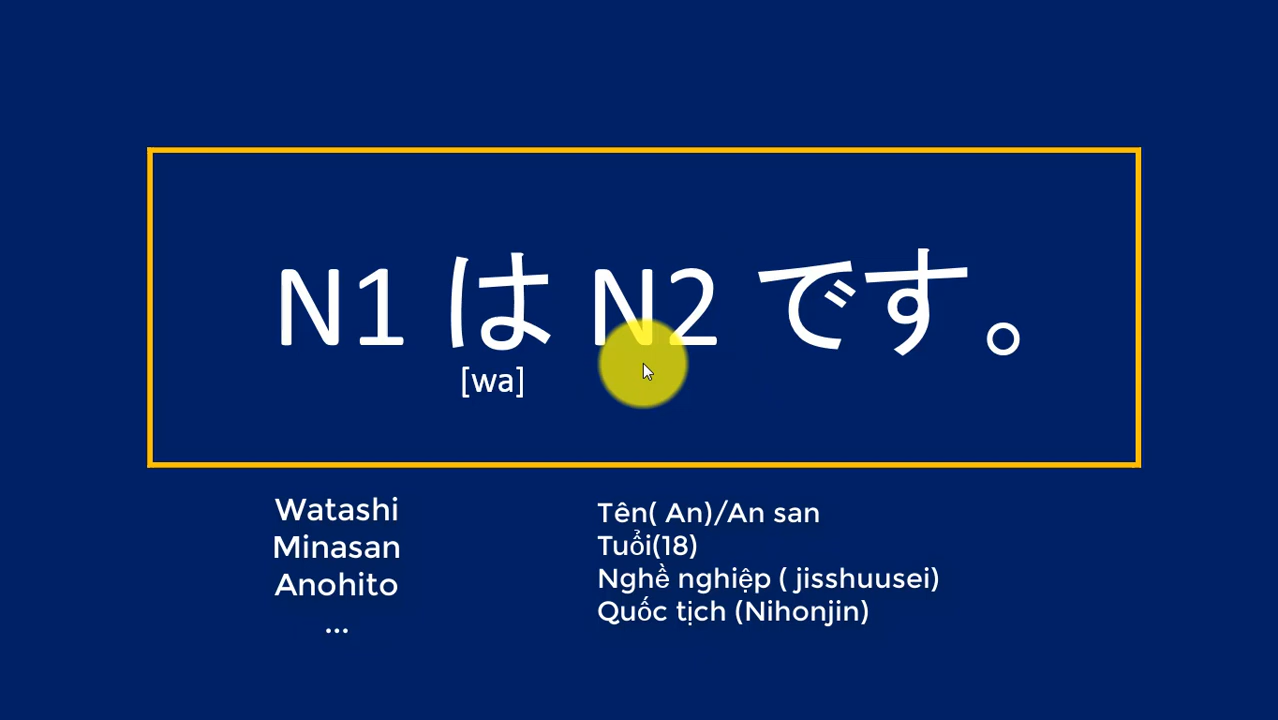 N1 は N2 です。
[wa]
Watashi
Minasan
Anohito
...
Tên( An)/An san
Tuổi(18)
Nghề nghiệp ( jisshuusei)
Quốc tịch (Nihonjin)